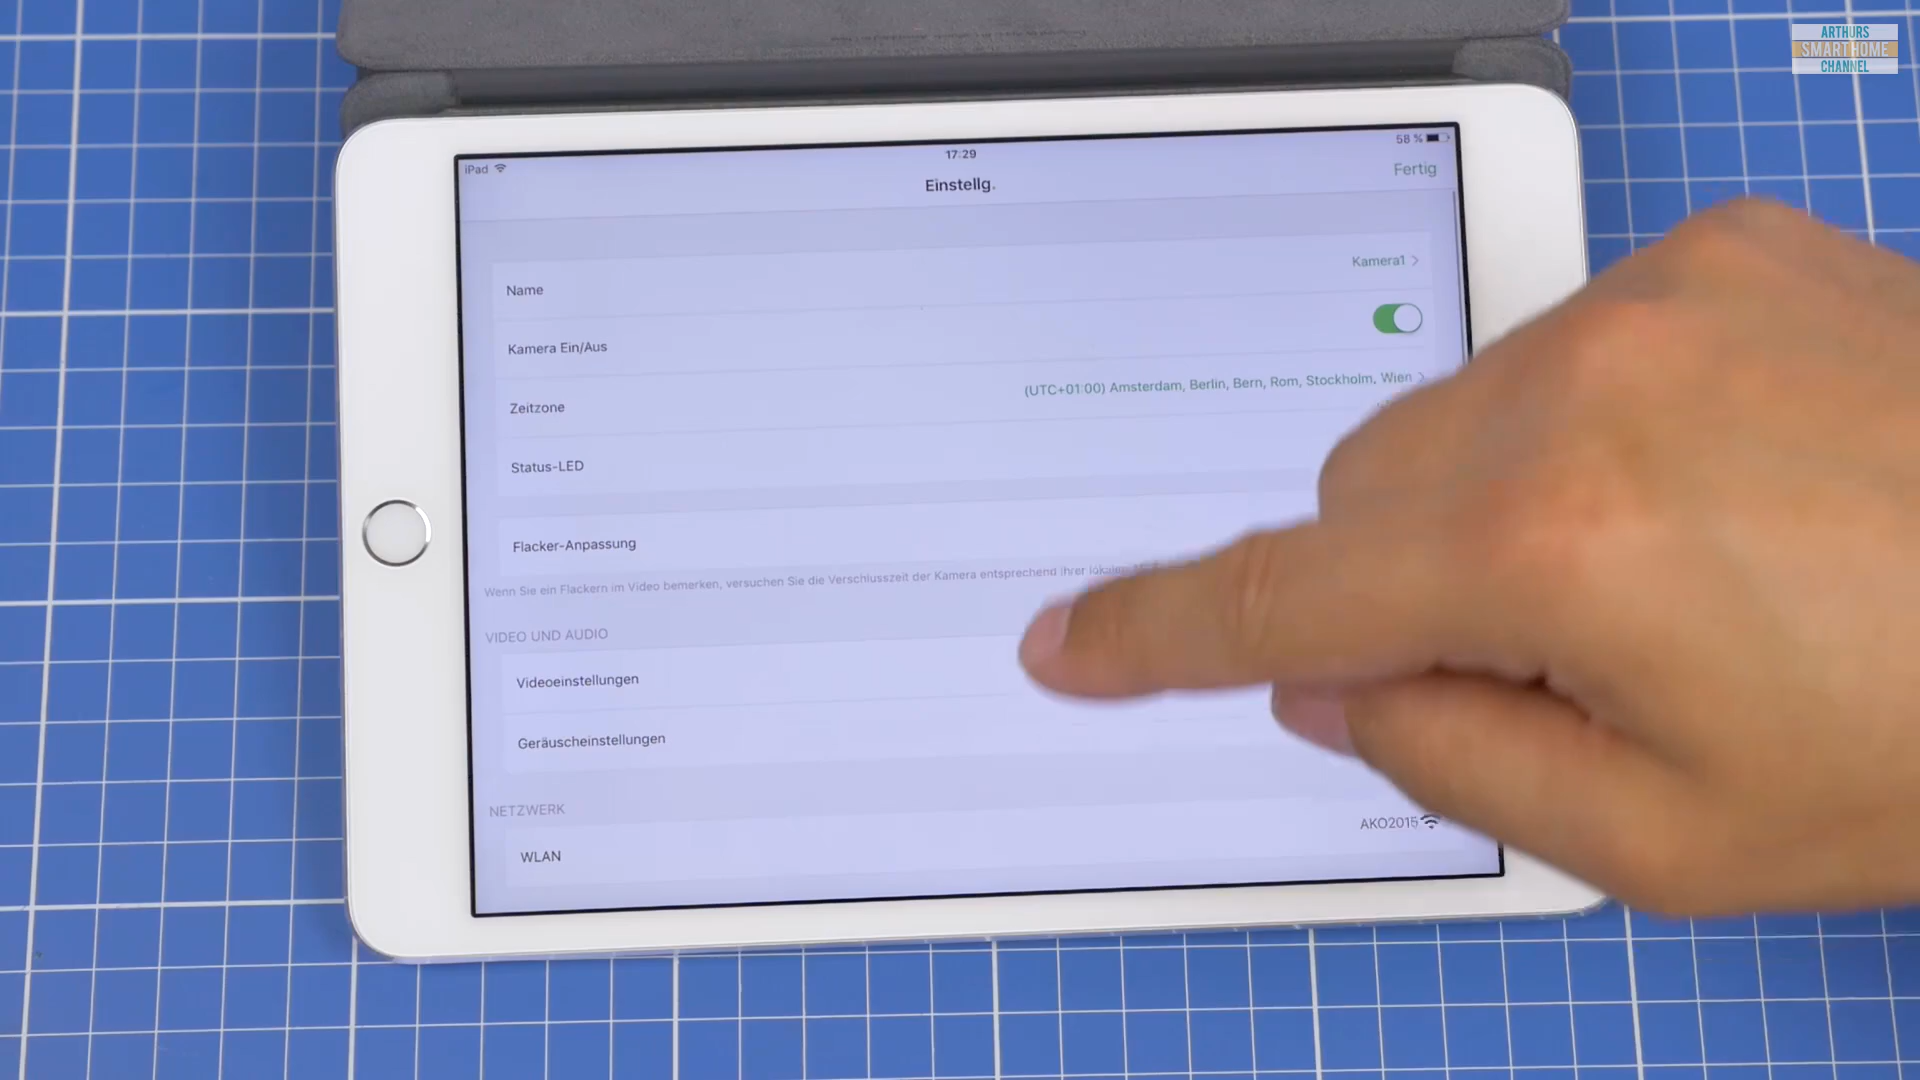 ARTHURS
SMART HOME
CHANNEL
iPad
17:29
58 %
Einstellg.
Fertig
Name
Kamera1
Kamera Ein/Aus
Zeitzone
(UTC+01:00) Amsterdam, Berlin, Bern, Rom, Stockholm, Wien
Status-LED
Flacker-Anpassung
Wenn Sie ein Flackern im Video bemerken, versuchen Sie die Verschlusszeit der Kamera entsprechend Ihrer lokalen
VIDEO UND AUDIO
Videoeinstellungen
Geräuscheinstellungen
NETZWERK
WLAN
AKO2015